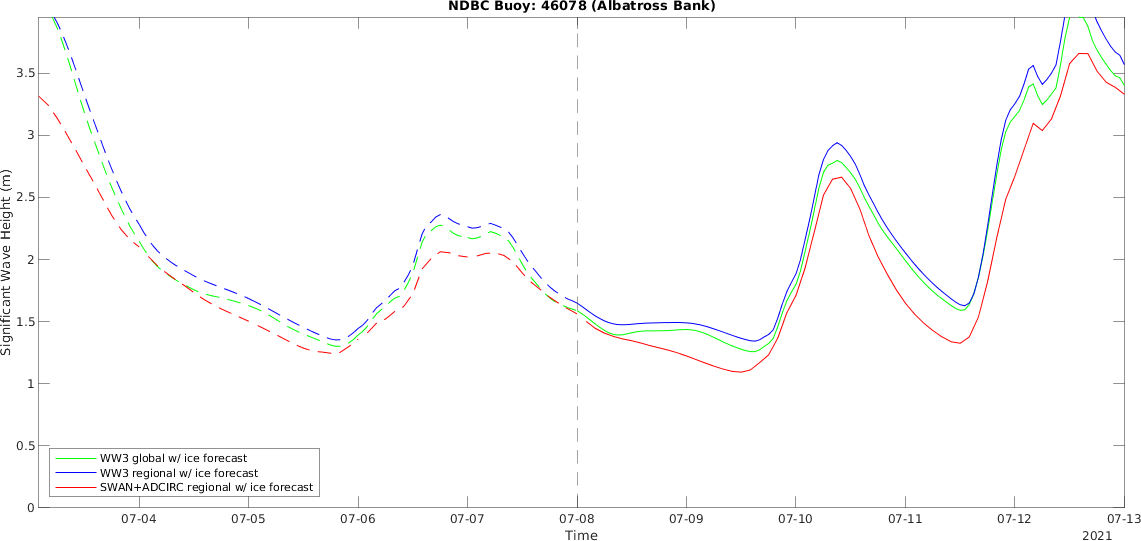 NDBC Buoy: 46078 (Albatross Bank)
Significant Wave Height (m)
3.5
3
2.5
2
1.5
1
0.5
0
WW3 global w/ ice forecast
WW3 regional w/ ice forecast
SWAN+ADCIRC regional w/ ice forecast
07-04 07-05 07-06 07-07 07-08 07-09 07-10 07-11 07-12 07-13
Time
2021